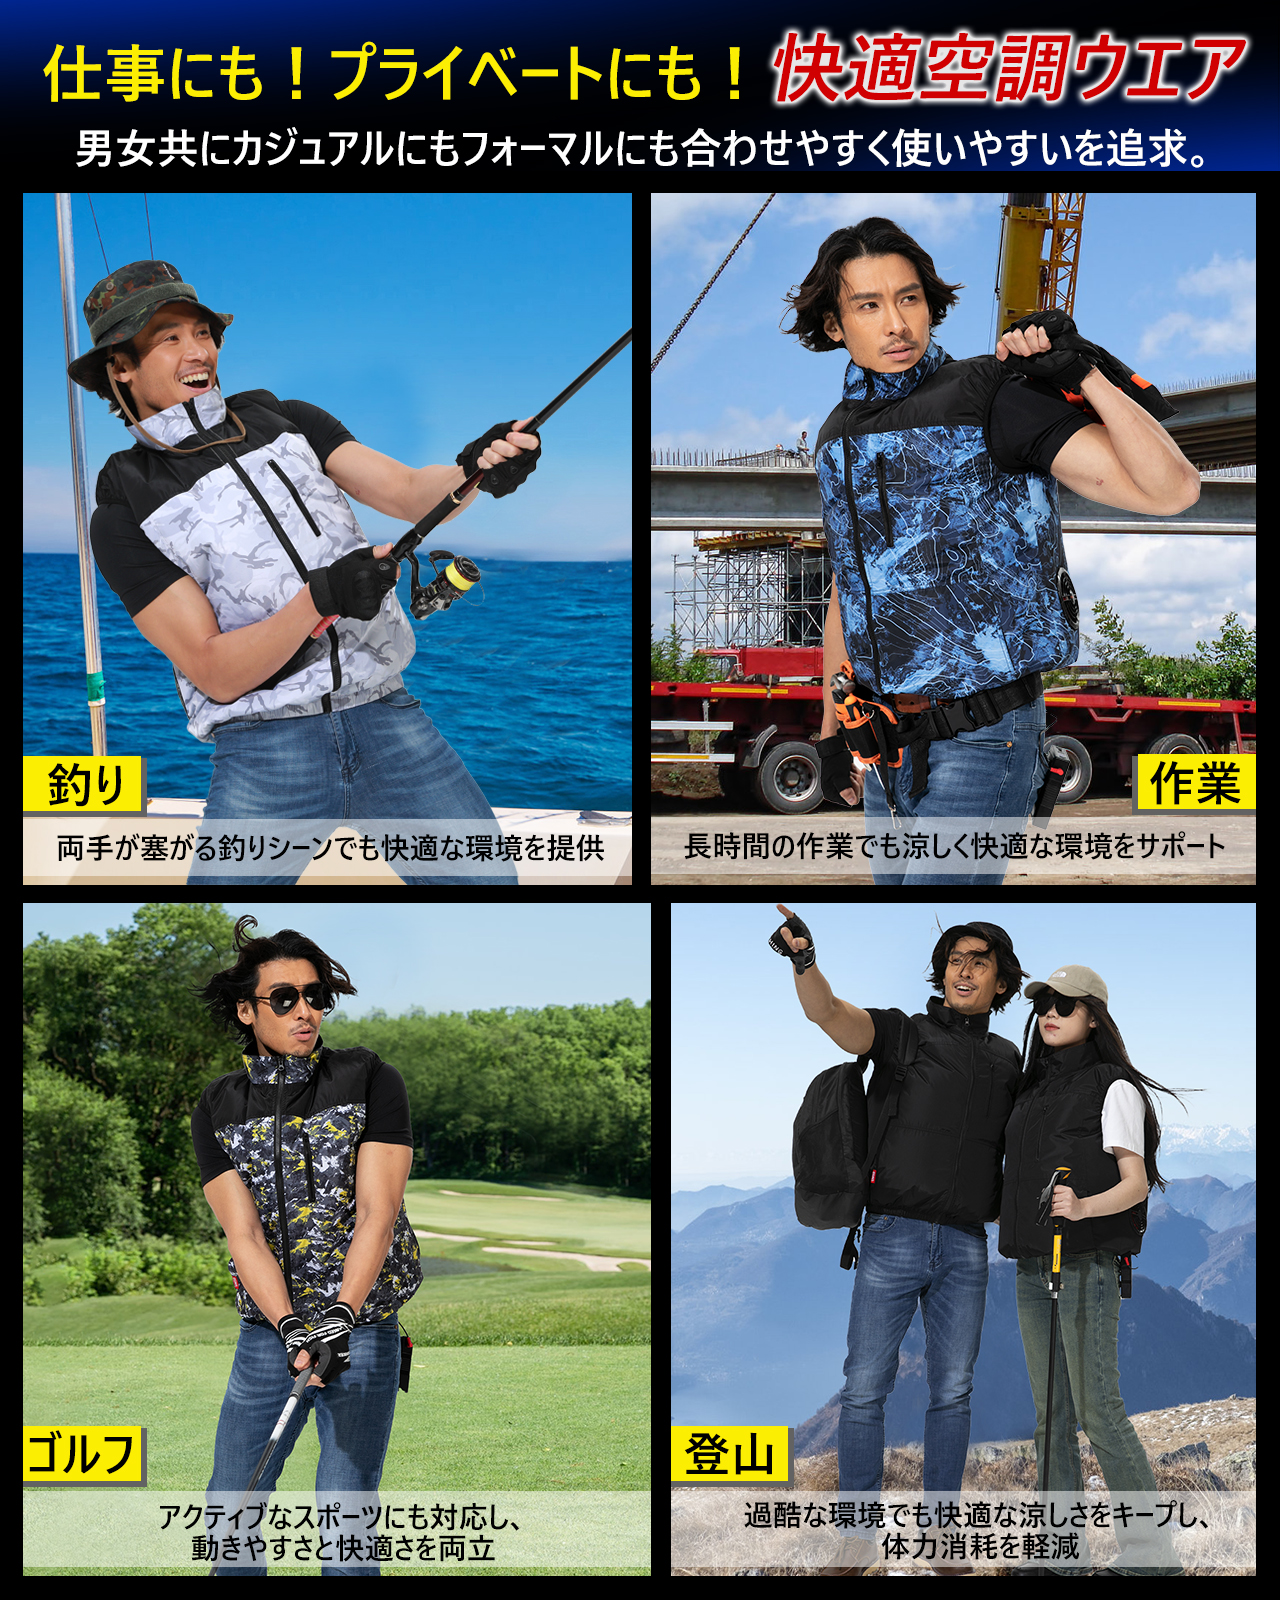 仕事にも！プライベートにも！快適空調ウエア
男女共にカジュアルにもフォーマルにも合わせやすく使いやすいを追求。
釣り
両手が塞がる釣りシーンでも快適な環境を提供
作業
長時間の作業でも涼しく快適な環境をサポート
ゴルフ
アクティブなスポーツにも対応し、
動きやすさと快適さを両立
登山
過酷な環境でも快適な涼しさをキープし、
体力消耗を軽減